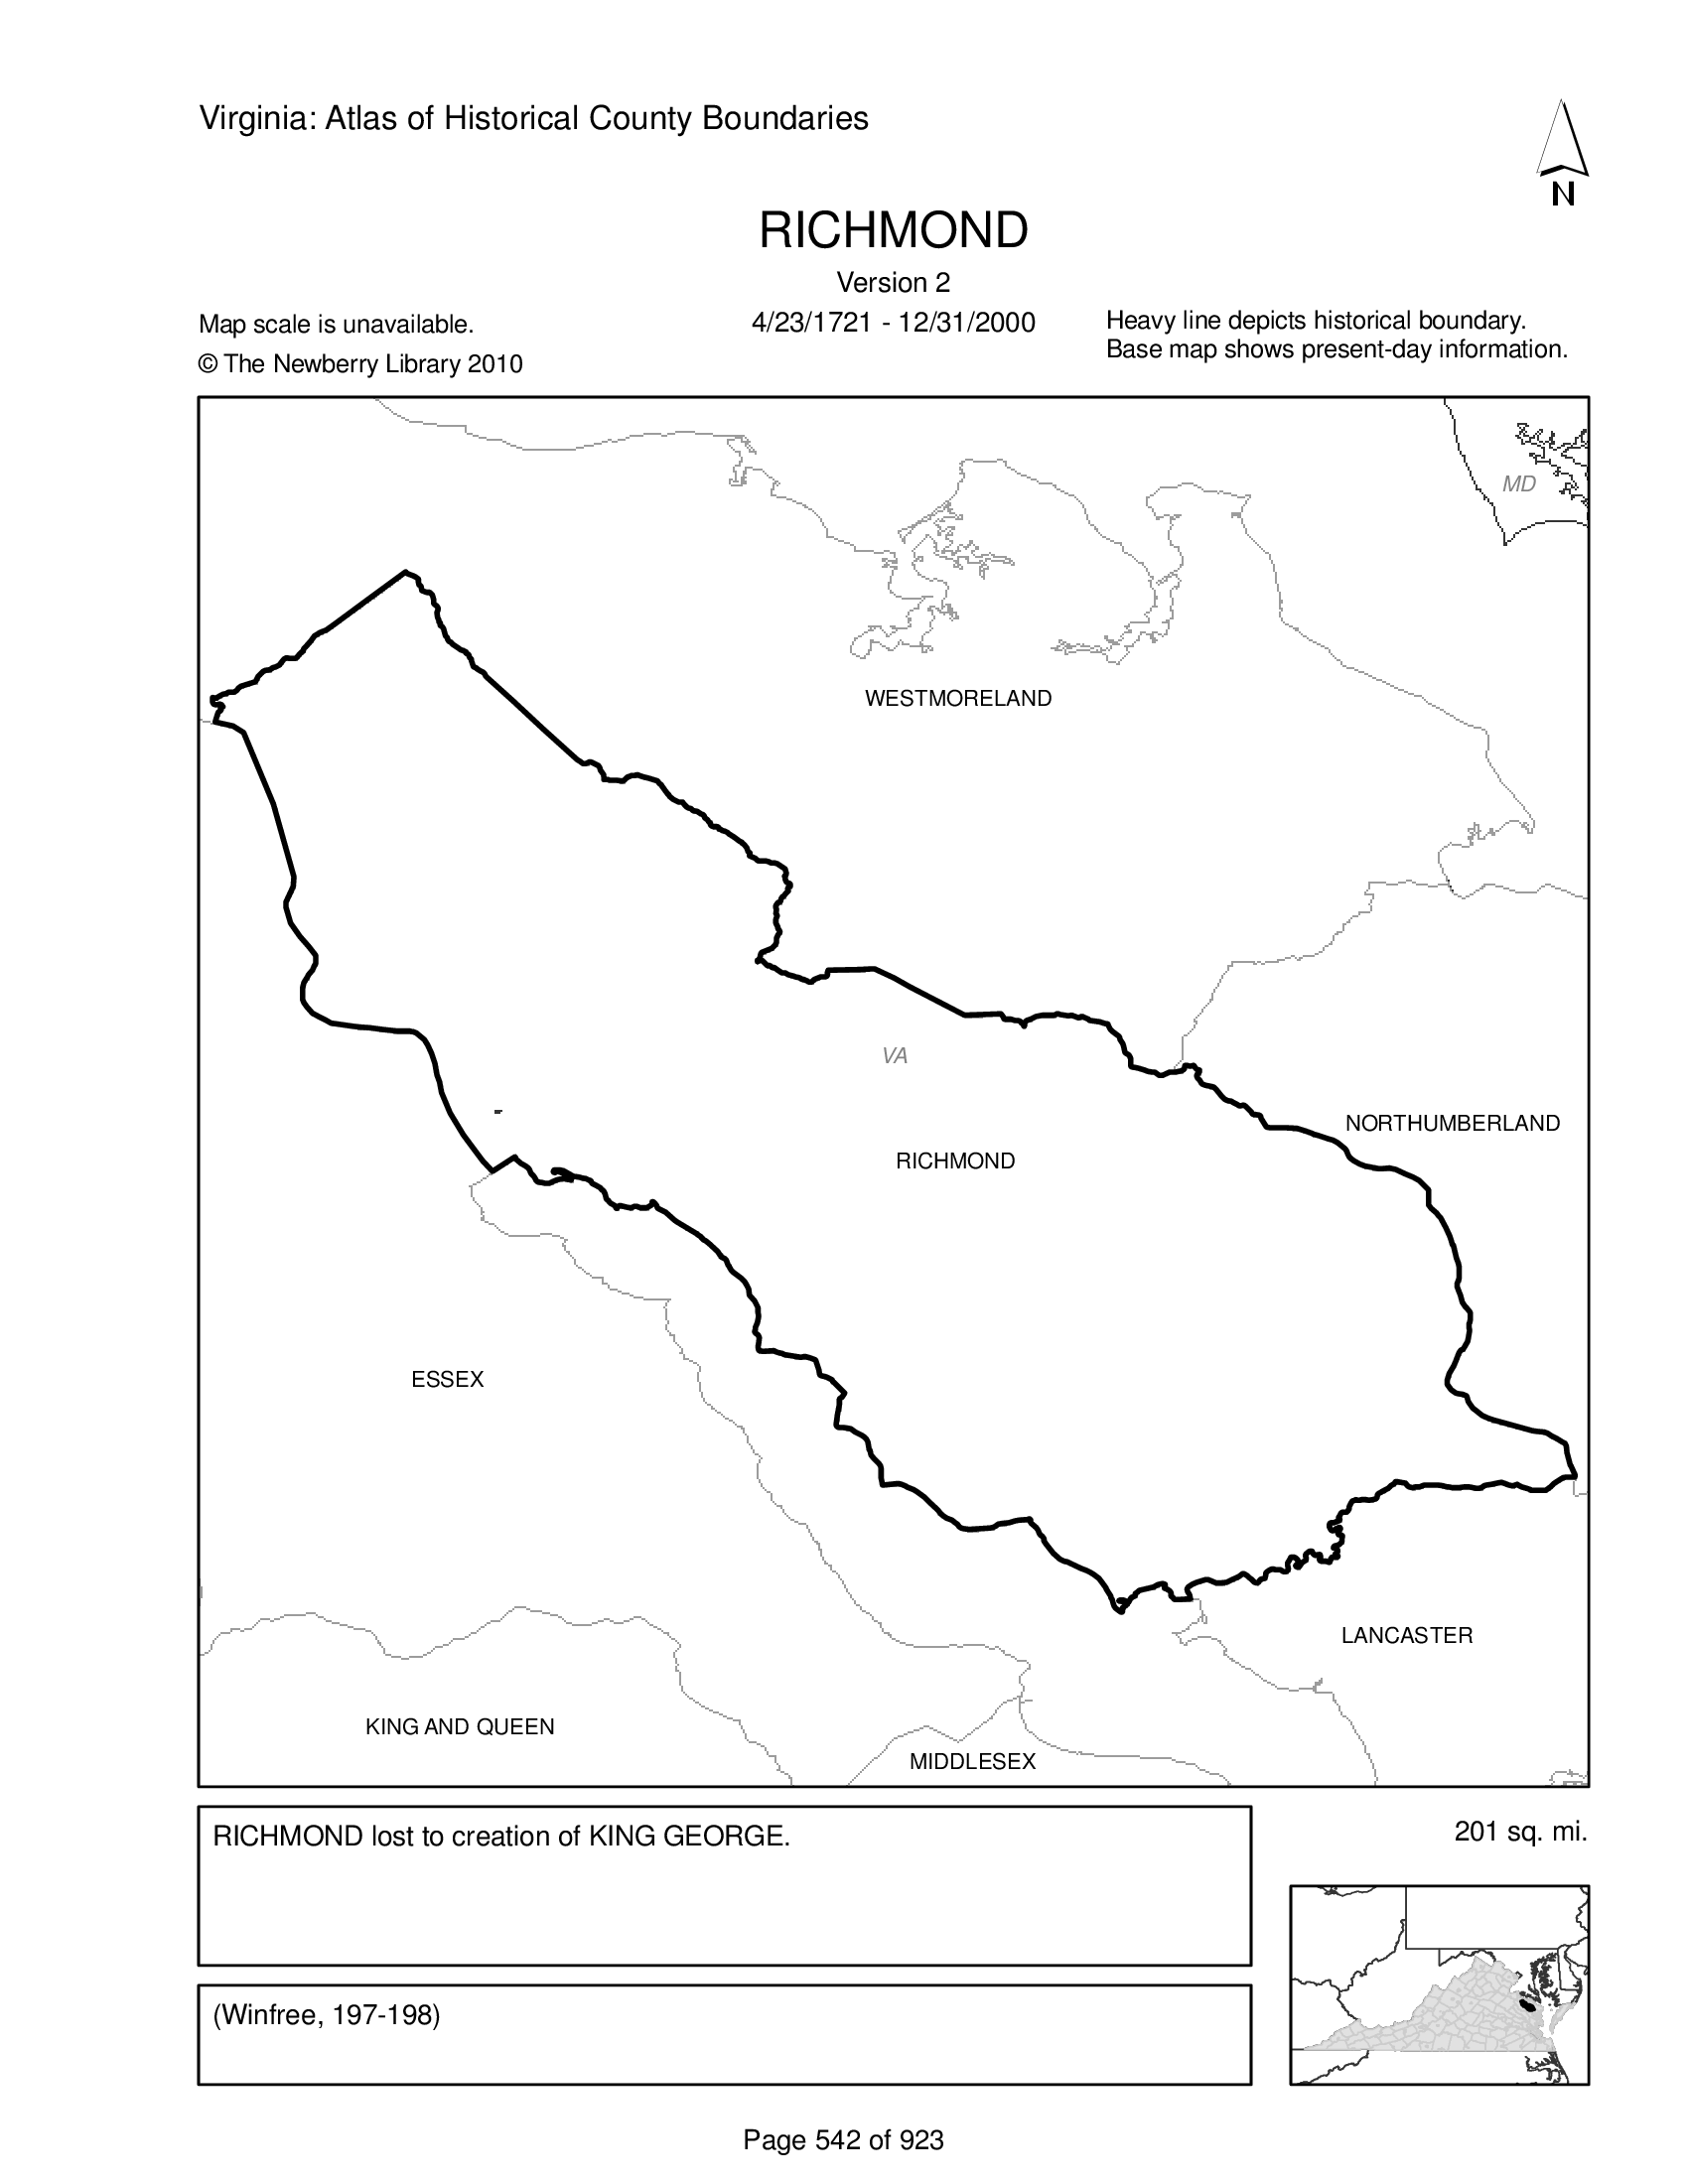 Virginia: Atlas of Historical County Boundaries
N
RICHMOND
Version 2
4/23/1721 - 12/31/2000
Map scale is unavailable.
© The Newberry Library 2010
Heavy line depicts historical boundary.
Base map shows present-day information.
MD
WESTMORELAND
VA
NORTHUMBERLAND
RICHMOND
ESSEX
LANCASTER
KING AND QUEEN
MIDDLESEX
RICHMOND lost to creation of KING GEORGE.
201 sq. mi.
(Winfree, 197-198)
Page 542 of 923